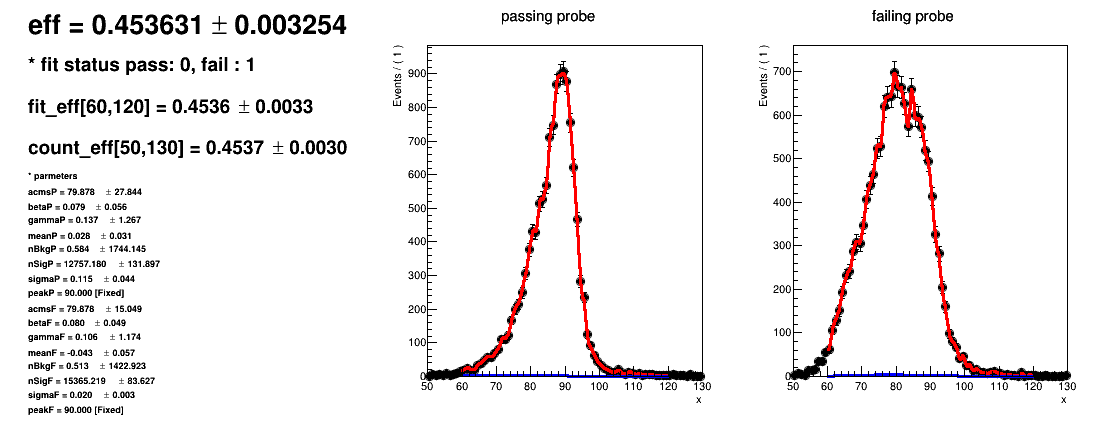 eff = 0.453631 ± 0.003254
* fit status pass: 0, fail : 1
fit_eff[60,120] = 0.4536 ± 0.0033
count_eff[50,130] = 0.4537 ± 0.0030
* parmeters
acmsP = 79.878 ± 27.844
betaP = 0.079 ± 0.056
gammaP = 0.137 ± 1.267
meanP = 0.028 ± 0.031
nBkgP = 0.584 ± 1744.145
nSigP = 12757.180 ± 131.897
sigmaP = 0.115 ± 0.044
peakP = 90.000 [Fixed]
acmsF = 79.878 ± 15.049
betaF = 0.080 ± 0.049
gammaF = 0.106 ± 1.174
meanF = -0.043 ± 0.057
nBkgF = 0.513 ± 1422.923
nSigF = 15365.219 ± 83.627
sigmaF = 0.020 ± 0.003
peakF = 90.000 [Fixed]
passing probe
Events / ( 1 )
900
800
700
600
500
400
300
200
100
0
50 60 70 80 90 100 110 120 130
x
failing probe
Events / ( 1 )
700
600
500
400
300
200
100
0
50 60 70 80 90 100 110 120 130
x